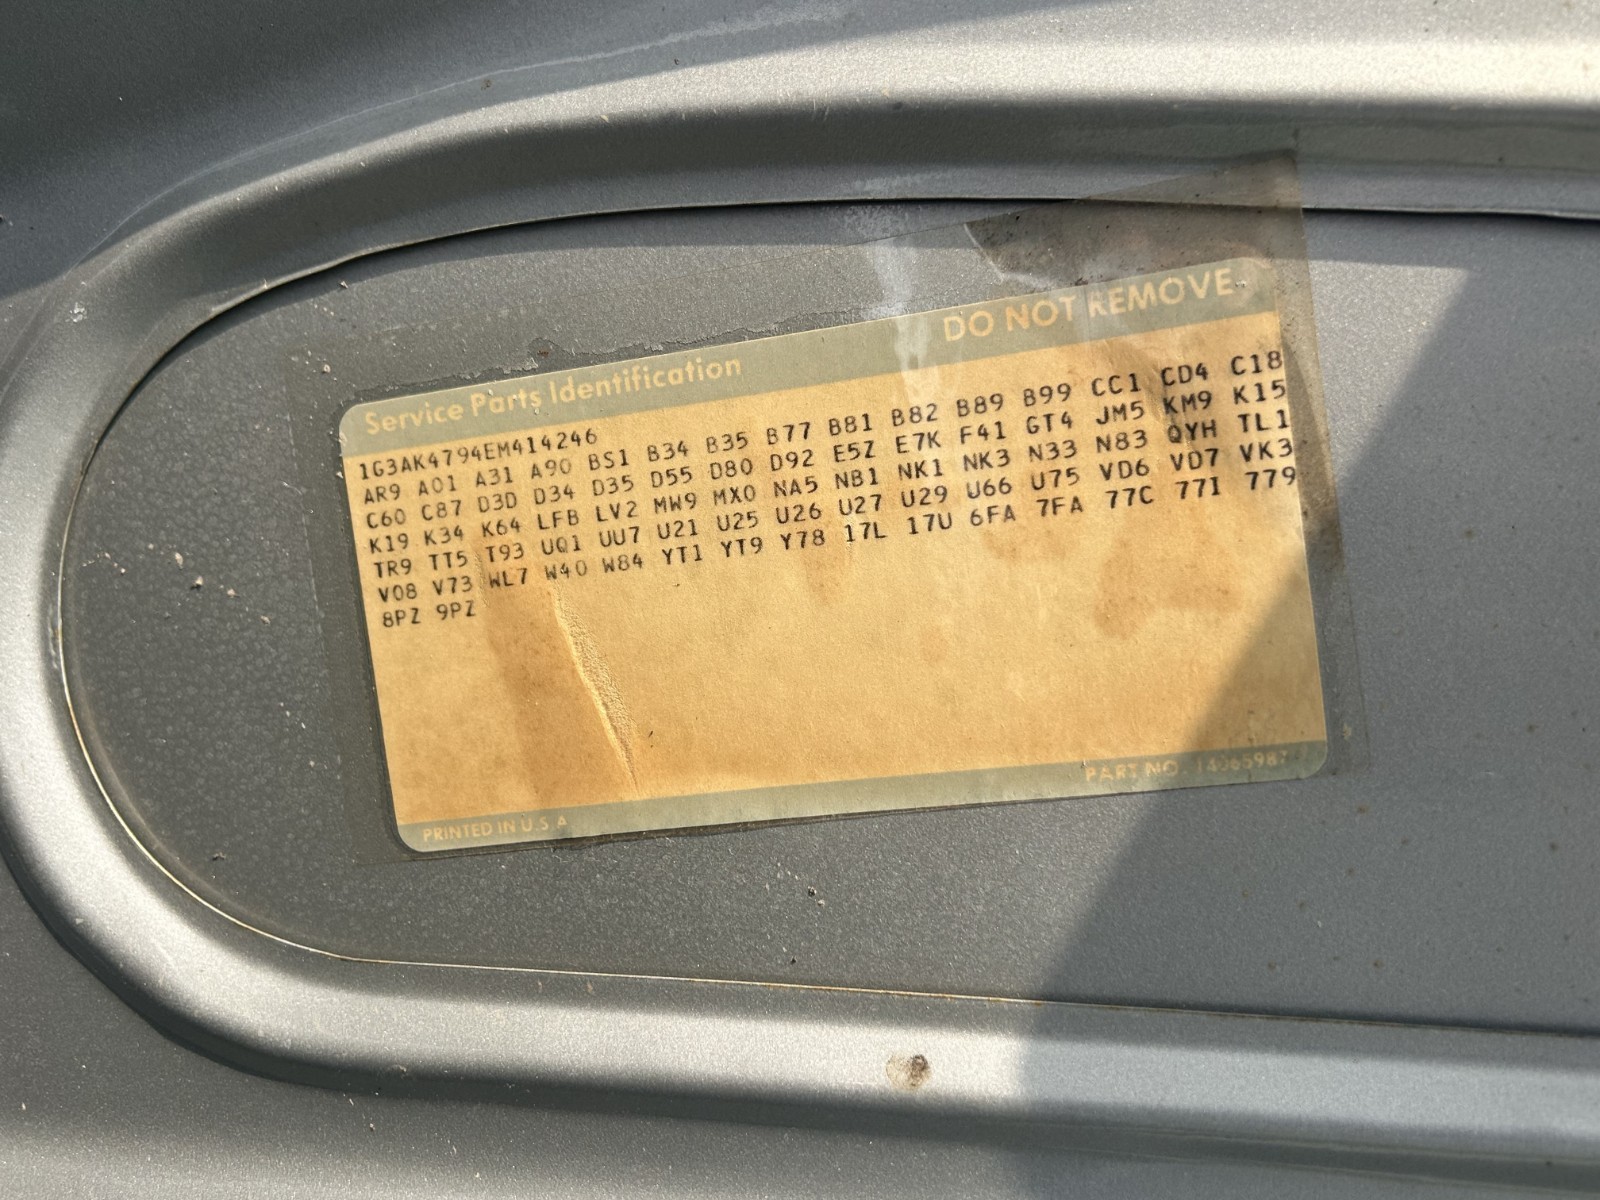 Service Parts Identification DO NOT REMOVE
1G3AK4794EM414246
AR9 A01 A31 A90 BS1 B34 B35 B77 B81 B82 B89 B99 CC1 CD4 C18
C60 C87 D3D D34 D35 D55 D80 D92 E5Z E7K F41 GT4 JM5 KM9 K15
K19 K34 K64 LFB LV2 MW9 MX0 NA5 NB1 NK1 NK3 N33 N83 QYH TL1
TR9 TT5 T93 UQ1 UU7 U21 U25 U26 U27 U29 U66 U75 VD6 VD7 VK3
V08 V73 WL7 W40 W84 YT1 YT9 Y78 17L 17U 6FA 7FA 77C 77I 779
8PZ 9PZ
PRINTED IN U.S.A. PART NO. 14065987